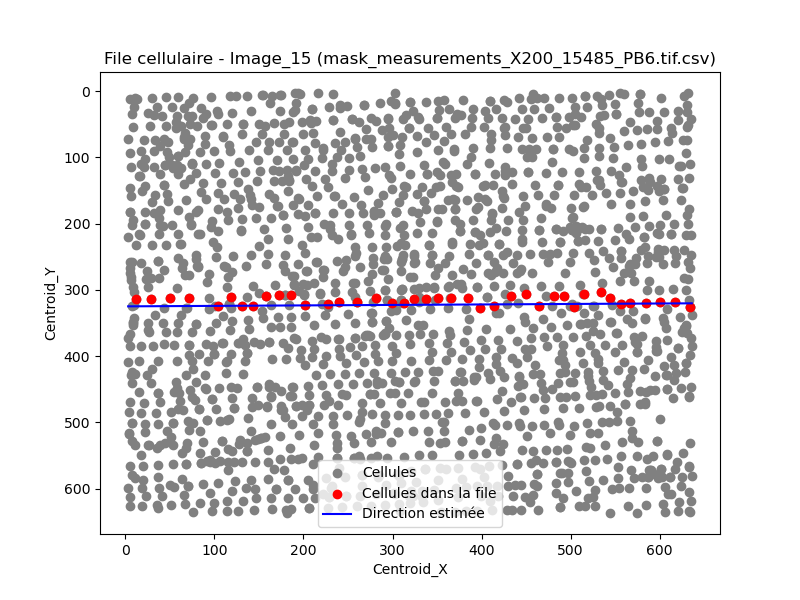 File cellulaire - Image_15 (mask_measurements_X200_15485_PB6.tif.csv)
0
100
200
300
400
500
600
Centroid_Y
Cellules
Cellules dans la file
Direction estimée
0 100 200 300 400 500 600
Centroid_X